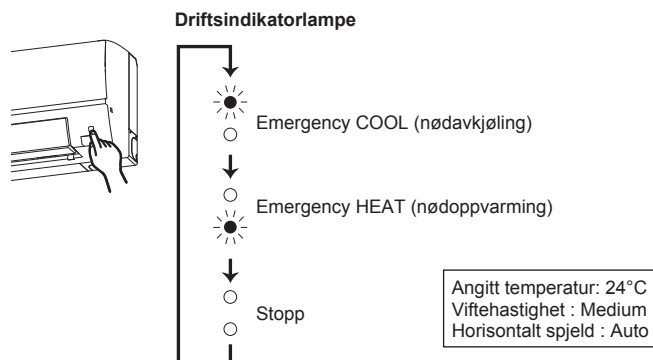 Driftsindikatorlampe
Emergency COOL (nødavkjøling)
Emergency HEAT (nødoppvarming)
Stopp
Angitt temperatur: 24°C
Viftehastighet : Medium
Horisontalt spjeld : Auto